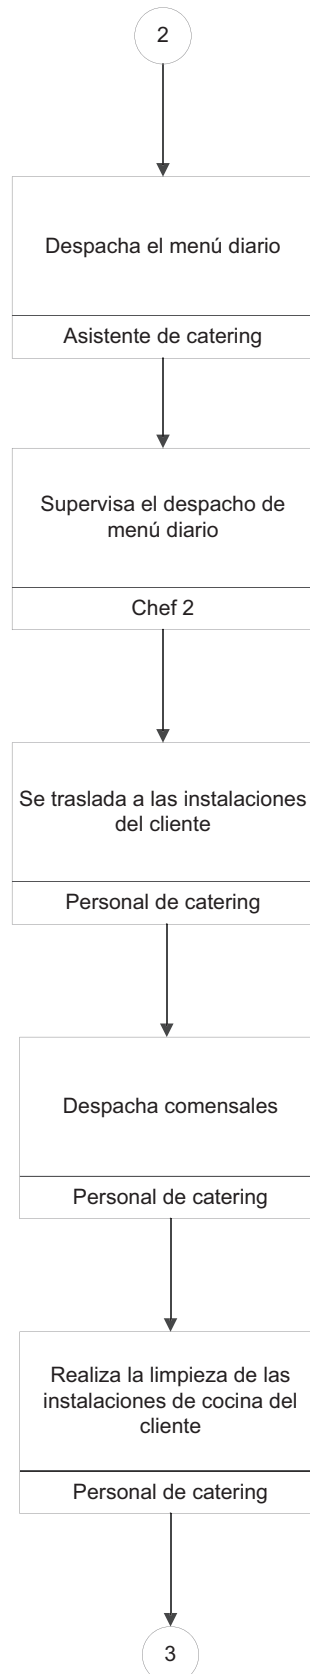 2
Despacha el menú diario
Asistente de catering
Supervisa el despacho de
menú diario
Chef 2
Se traslada a las instalaciones
del cliente
Personal de catering
Despacha comensales
Personal de catering
Realiza la limpieza de las
instalaciones de cocina del
cliente
Personal de catering
3